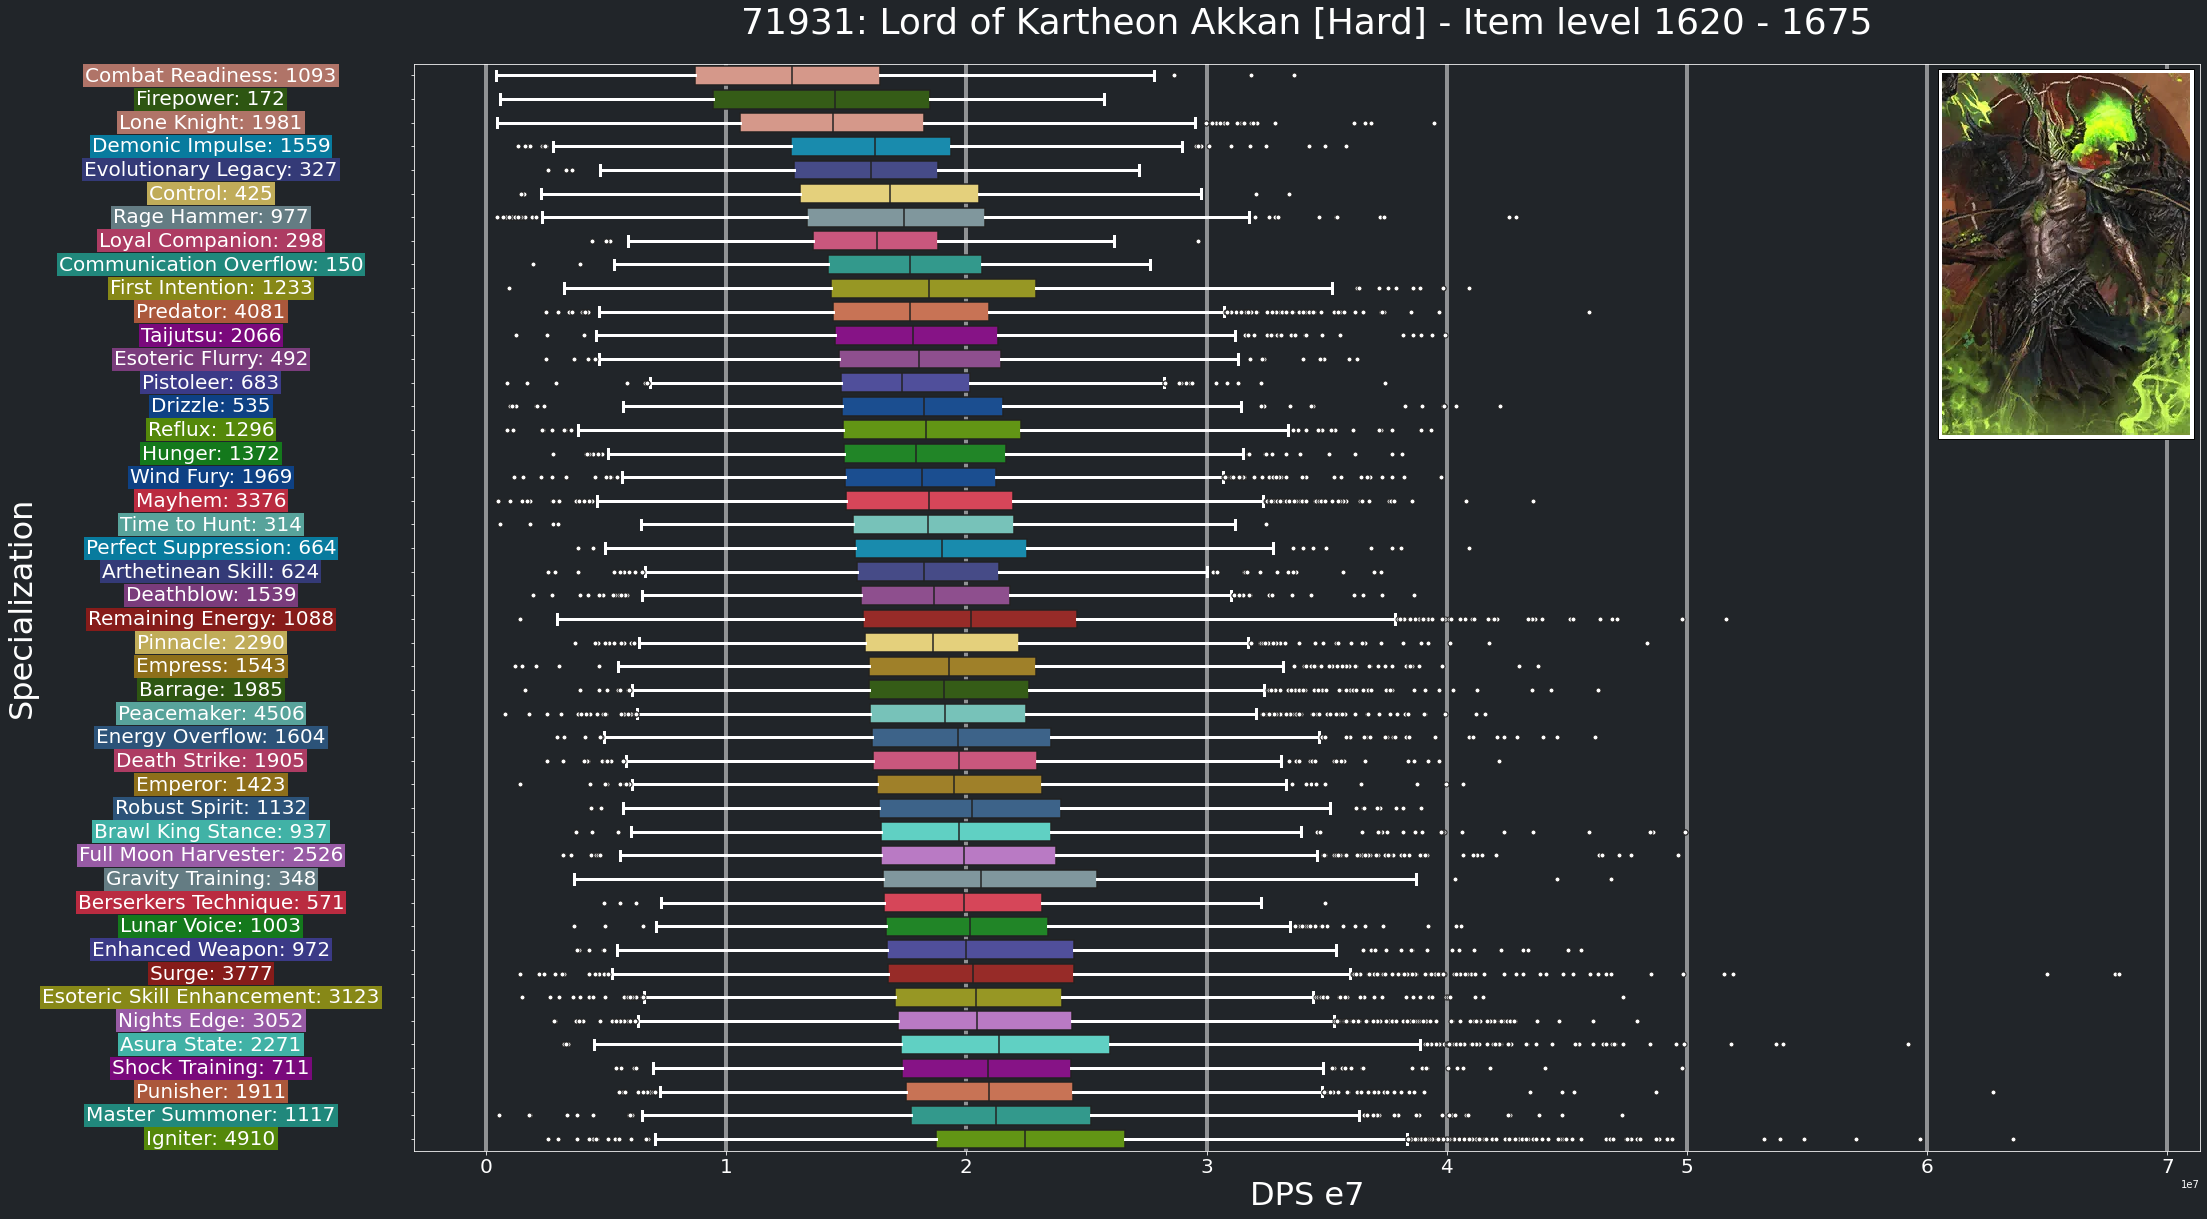 71931: Lord of Kartheon Akkan [Hard] - Item level 1620 - 1675
Specialization
Combat Readiness: 1093
Firepower: 172
Lone Knight: 1981
Demonic Impulse: 1559
Evolutionary Legacy: 327
Control: 425
Rage Hammer: 977
Loyal Companion: 298
Communication Overflow: 150
First Intention: 1233
Predator: 4081
Taijutsu: 2066
Esoteric Flurry: 492
Pistoleer: 683
Drizzle: 535
Reflux: 1296
Hunger: 1372
Wind Fury: 1969
Mayhem: 3376
Time to Hunt: 314
Perfect Suppression: 664
Arthetinean Skill: 624
Deathblow: 1539
Remaining Energy: 1088
Pinnacle: 2290
Empress: 1543
Barrage: 1985
Peacemaker: 4506
Energy Overflow: 1604
Death Strike: 1905
Emperor: 1423
Robust Spirit: 1132
Brawl King Stance: 937
Full Moon Harvester: 2526
Gravity Training: 348
Berserkers Technique: 571
Lunar Voice: 1003
Enhanced Weapon: 972
Surge: 3777
Esoteric Skill Enhancement: 3123
Nights Edge: 3052
Asura State: 2271
Shock Training: 711
Punisher: 1911
Master Summoner: 1117
Igniter: 4910
0 1 2 3 4 5 6 7
1e7
DPS e7